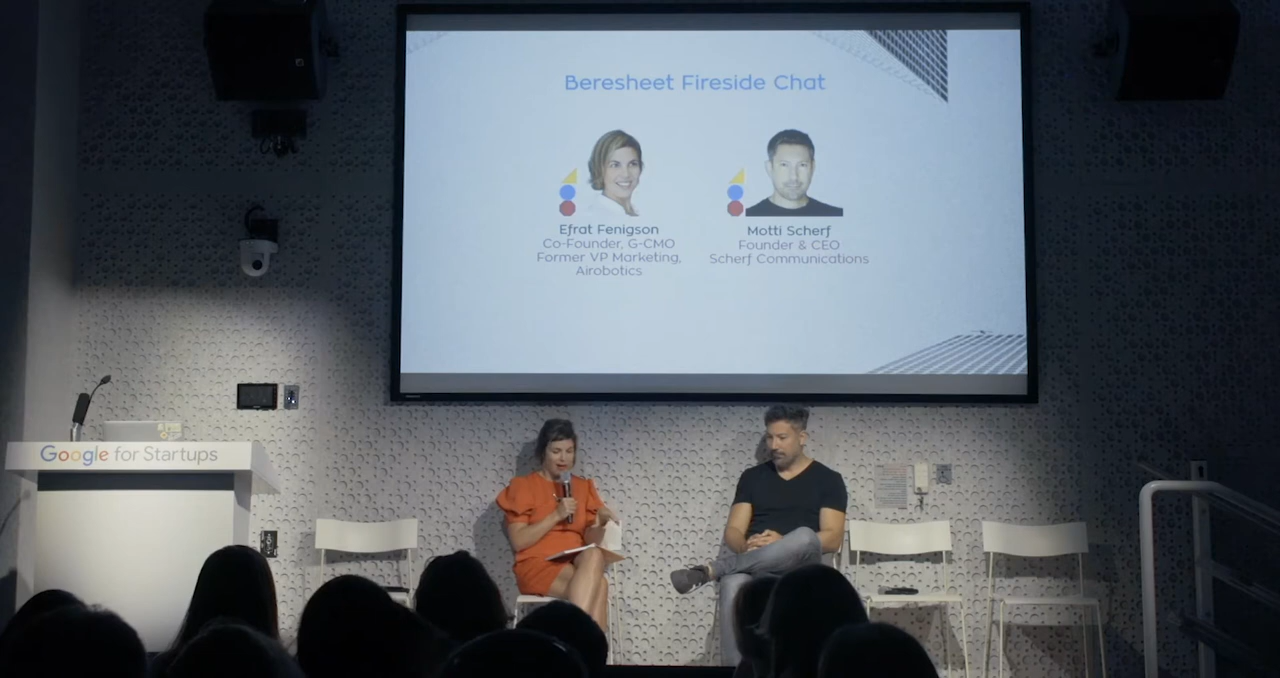 Beresheet Fireside Chat
Efrat Fenigson
Co-Founder, G-CMO
Former VP Marketing,
Airobotics
Motti Scherf
Founder & CEO
Scherf Communications
Google for Startups